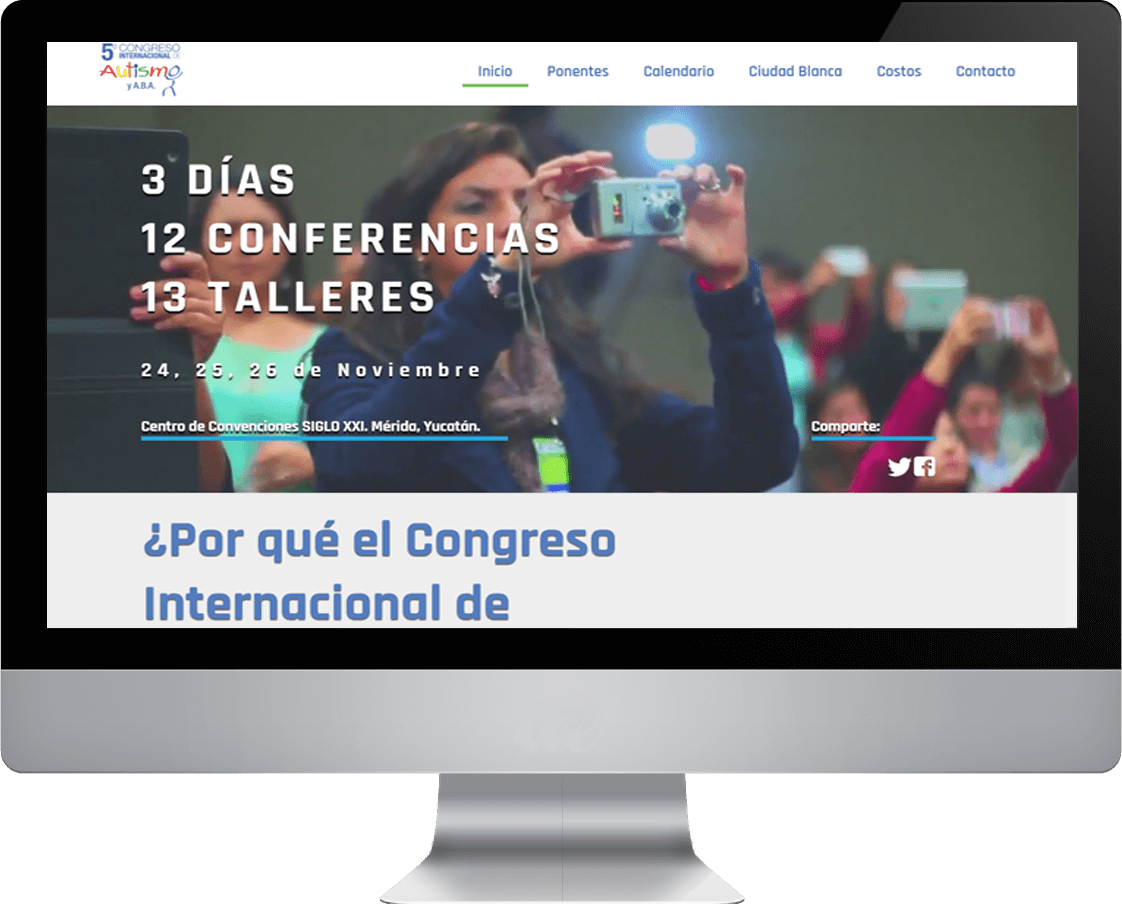 5º CONGRESO
INTERNACIONAL DE
Autismo
y A.B.A.
Inicio
Ponentes
Calendario
Ciudad Blanca
Costos
Contacto
3 DÍAS
12 CONFERENCIAS
13 TALLERES
24, 25, 26 de Noviembre
Centro de Convenciones SIGLO XXI. Mérida, Yucatán.
Comparte:
¿Por qué el Congreso
Internacional de